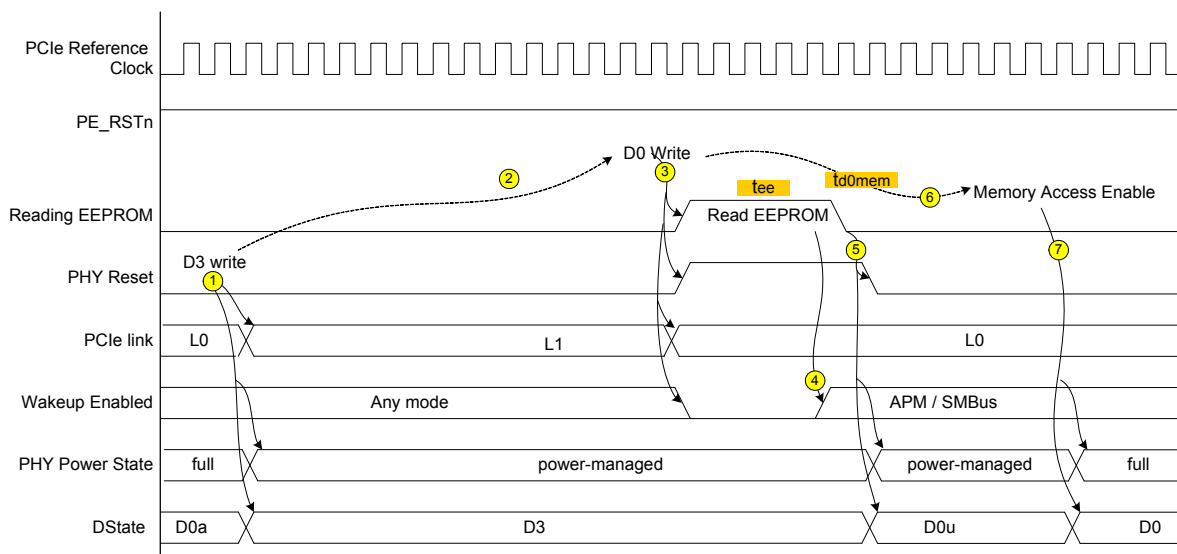 PCIe Reference
Clock
PE_RSTn
D0 Write
2
3
tee
td0mem
6
Memory Access Enable
Reading EEPROM
Read EEPROM
D3 write
5
7
PHY Reset
1
PCIe link
L0
L1
L0
4
Wakeup Enabled
Any mode
APM / SMBus
PHY Power State
full
power-managed
power-managed
full
DState
D0a
D3
D0u
D0